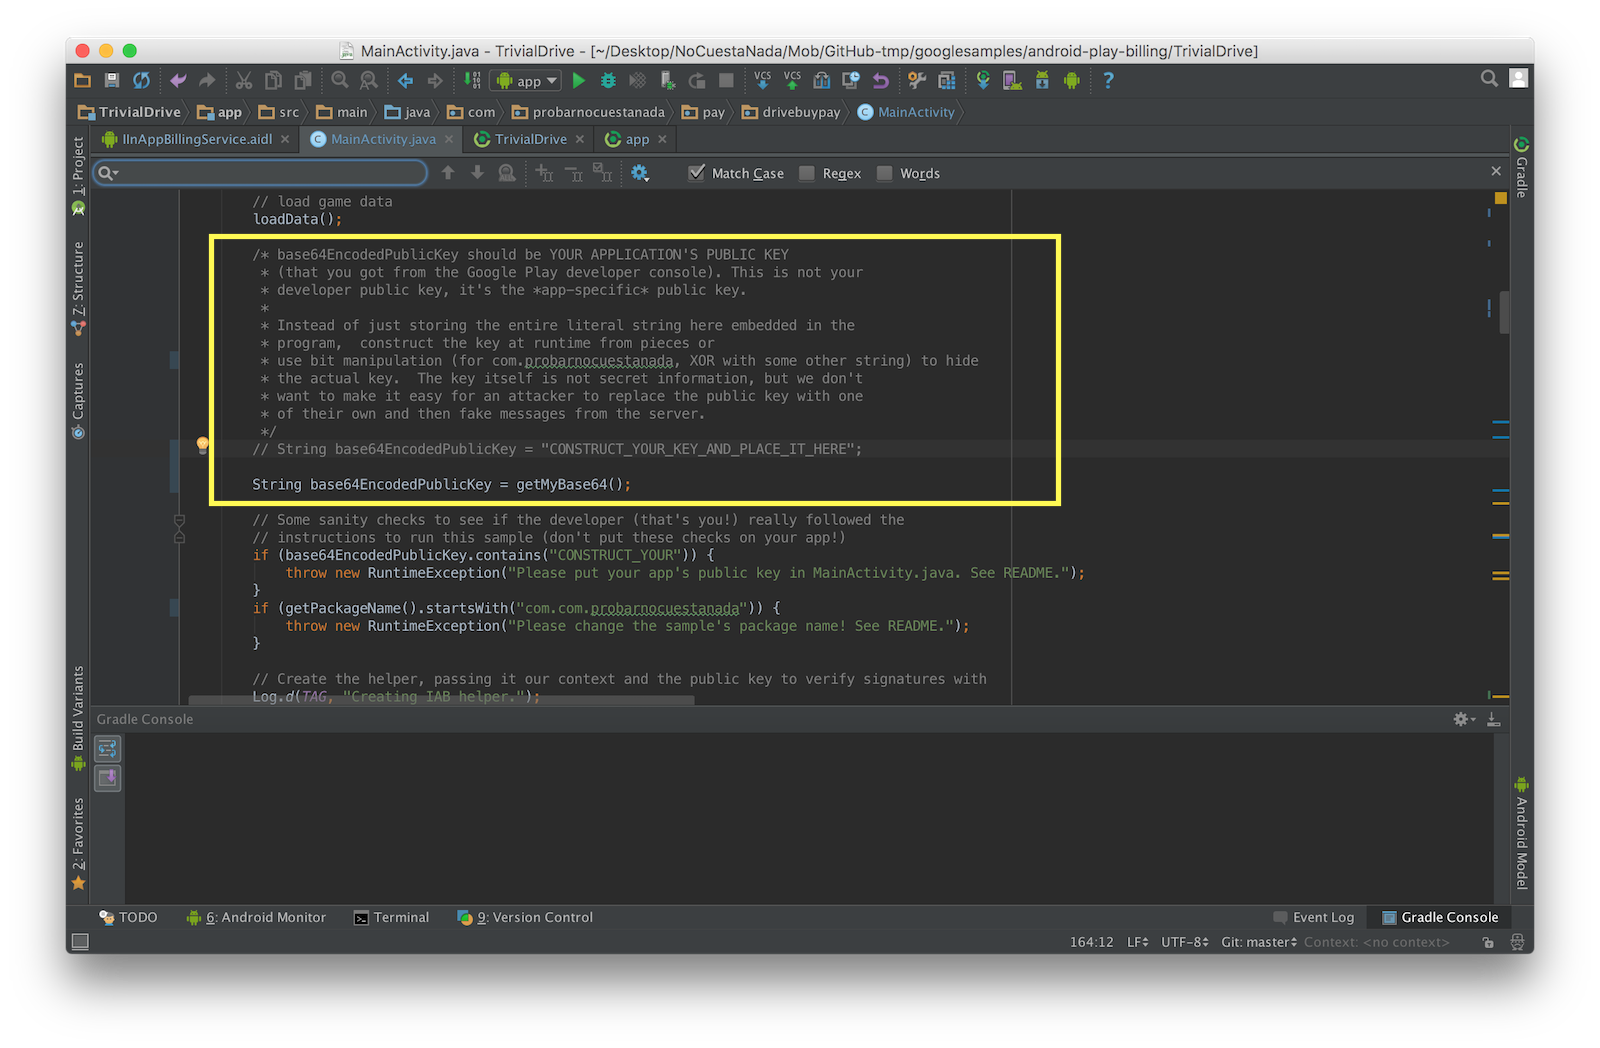 MainActivity.java - TrivialDrive - [~/Desktop/NoCuestaNada/Mob/GitHub-tmp/googlesamples/android-play-billing/TrivialDrive]
app
VCS VCS ?
TrivialDrive app src main java com probarnocuestanada pay drivebuypay MainActivity
IInAppBillingService.aidl MainActivity.java TrivialDrive app
Match Case Regex Words
// load game data
loadData();
/* base64EncodedPublicKey should be YOUR APPLICATION'S PUBLIC KEY
* (that you got from the Google Play developer console). This is not your
* developer public key, it's the *app-specific* public key.
*
* Instead of just storing the entire literal string here embedded in the
* program,  construct the key at runtime from pieces or
* use bit manipulation (for com.probarnocuestanada, XOR with some other string) to hide
* the actual key.  The key itself is not secret information, but we don't
* want to make it easy for an attacker to replace the public key with one
* of their own and then fake messages from the server.
*/
// String base64EncodedPublicKey = "CONSTRUCT_YOUR_KEY_AND_PLACE_IT_HERE";
String base64EncodedPublicKey = getMyBase64();
// Some sanity checks to see if the developer (that's you!) really followed the
// instructions to run this sample (don't put these checks on your app!)
if (base64EncodedPublicKey.contains("CONSTRUCT_YOUR")) {
throw new RuntimeException("Please put your app's public key in MainActivity.java. See README.");
}
if (getPackageName().startsWith("com.com.probarnocuestanada")) {
throw new RuntimeException("Please change the sample's package name! See README.");
}
// Create the helper, passing it our context and the public key to verify signatures with
Log.d(TAG, "Creating IAB helper.");
1: Project
Z: Structure
Captures
Build Variants
2: Favorites
Gradle
Android Model
Gradle Console
TODO 6: Android Monitor Terminal 9: Version Control Event Log Gradle Console
164:12 LF UTF-8 Git: master Context: <no context>